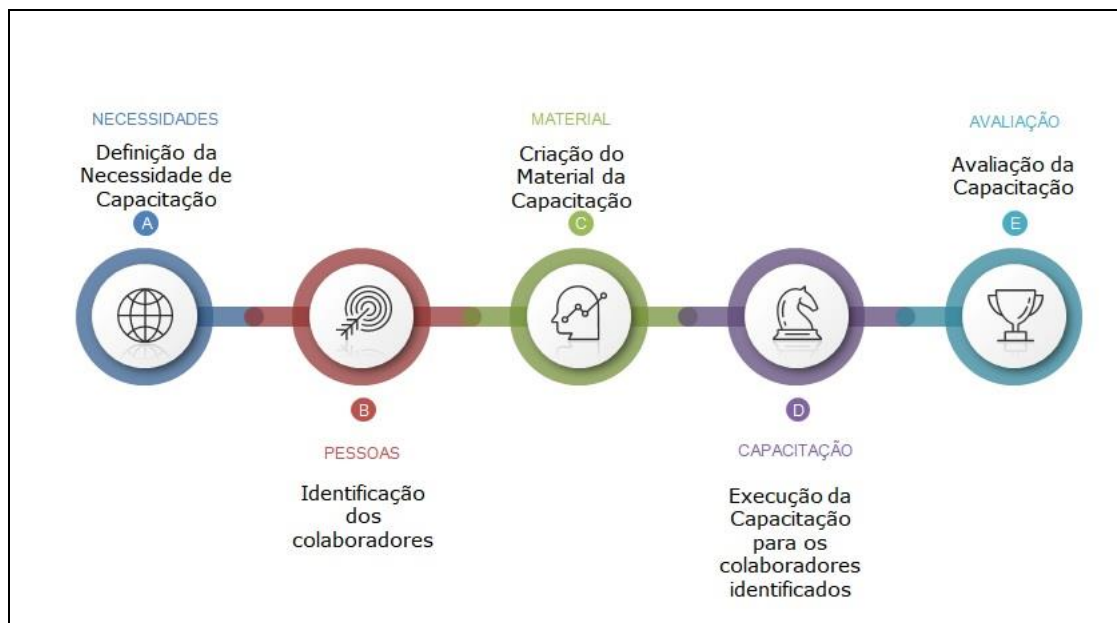 NECESSIDADES
Definição da
Necessidade de
Capacitação
A
PESSOAS
B
Identificação
dos
colaboradores
MATERIAL
Criação do
Material da
Capacitação
C
CAPACITAÇÃO
D
Execução da
Capacitação
para os
colaboradores
identificados
AVALIAÇÃO
Avaliação da
Capacitação
E